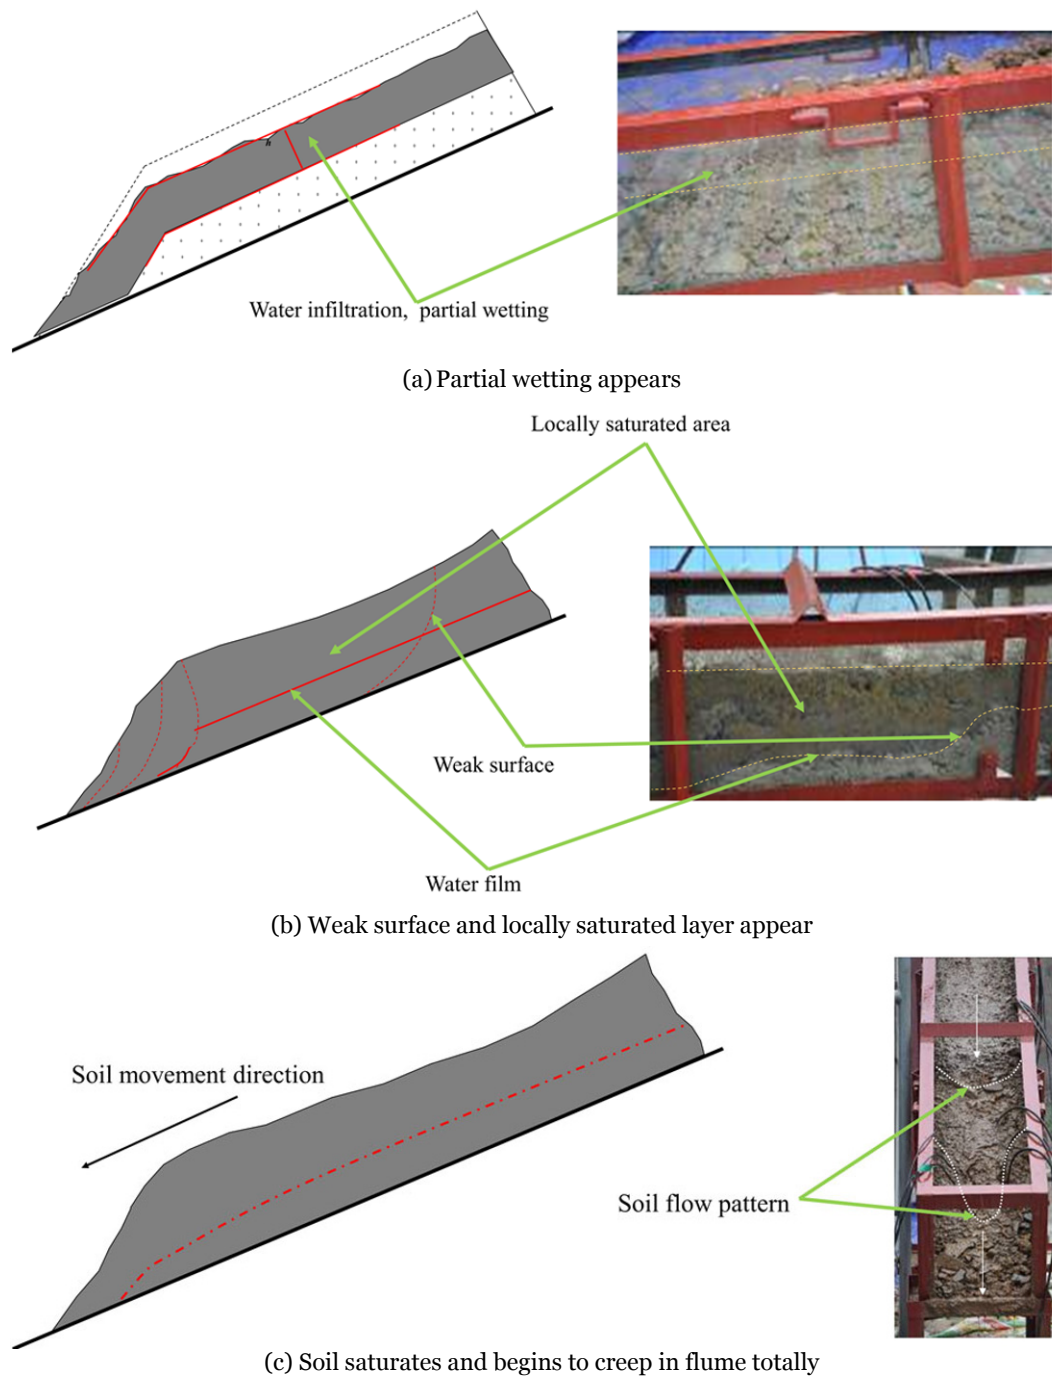 Water infiltration, partial wetting
(a) Partial wetting appears
Locally saturated area
Weak surface
Water film
(b) Weak surface and locally saturated layer appear
Soil movement direction
Soil flow pattern
(c) Soil saturates and begins to creep in flume totally